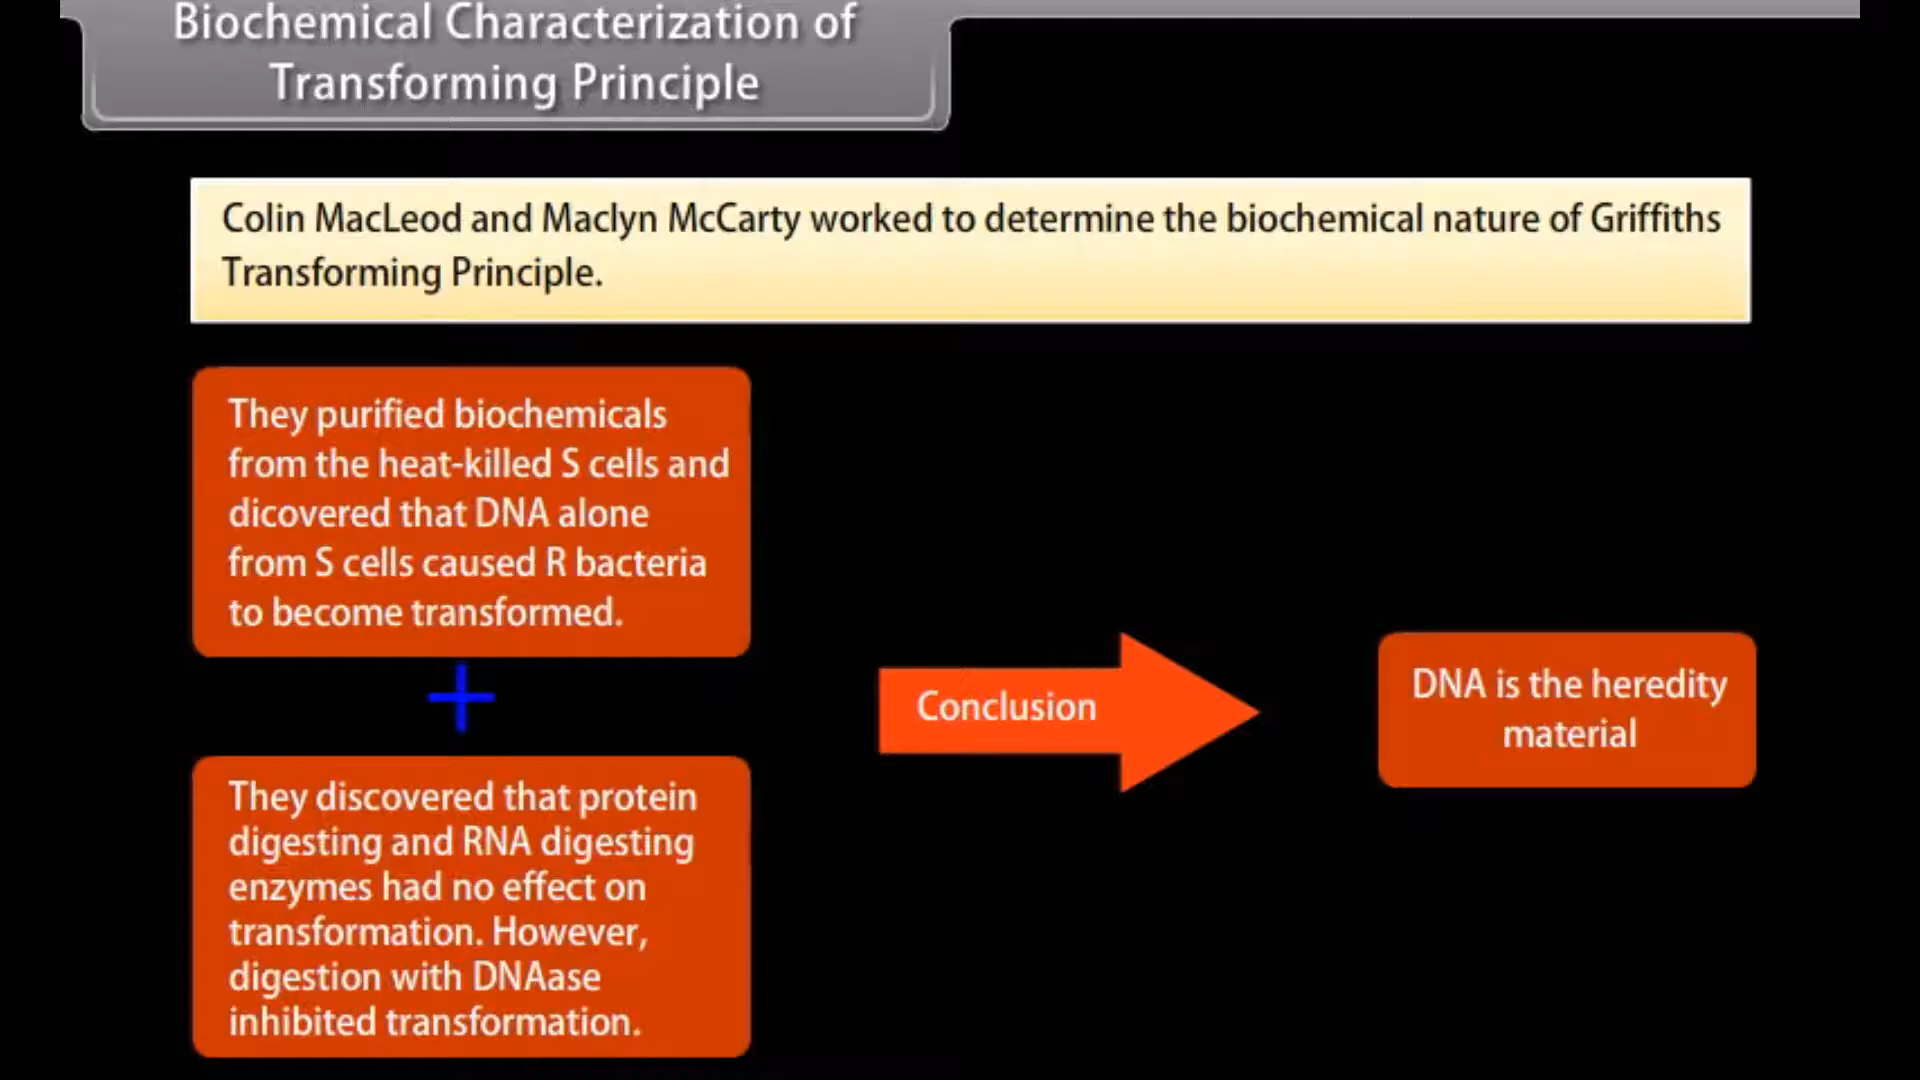 Biochemical Characterization of
Transforming Principle
Colin MacLeod and Maclyn McCarty worked to determine the biochemical nature of Griffiths
Transforming Principle.
They purified biochemicals
from the heat-killed S cells and
dicovered that DNA alone
from S cells caused R bacteria
to become transformed.
+
They discovered that protein
digesting and RNA digesting
enzymes had no effect on
transformation. However,
digestion with DNAase
inhibited transformation.
Conclusion
DNA is the heredity
material